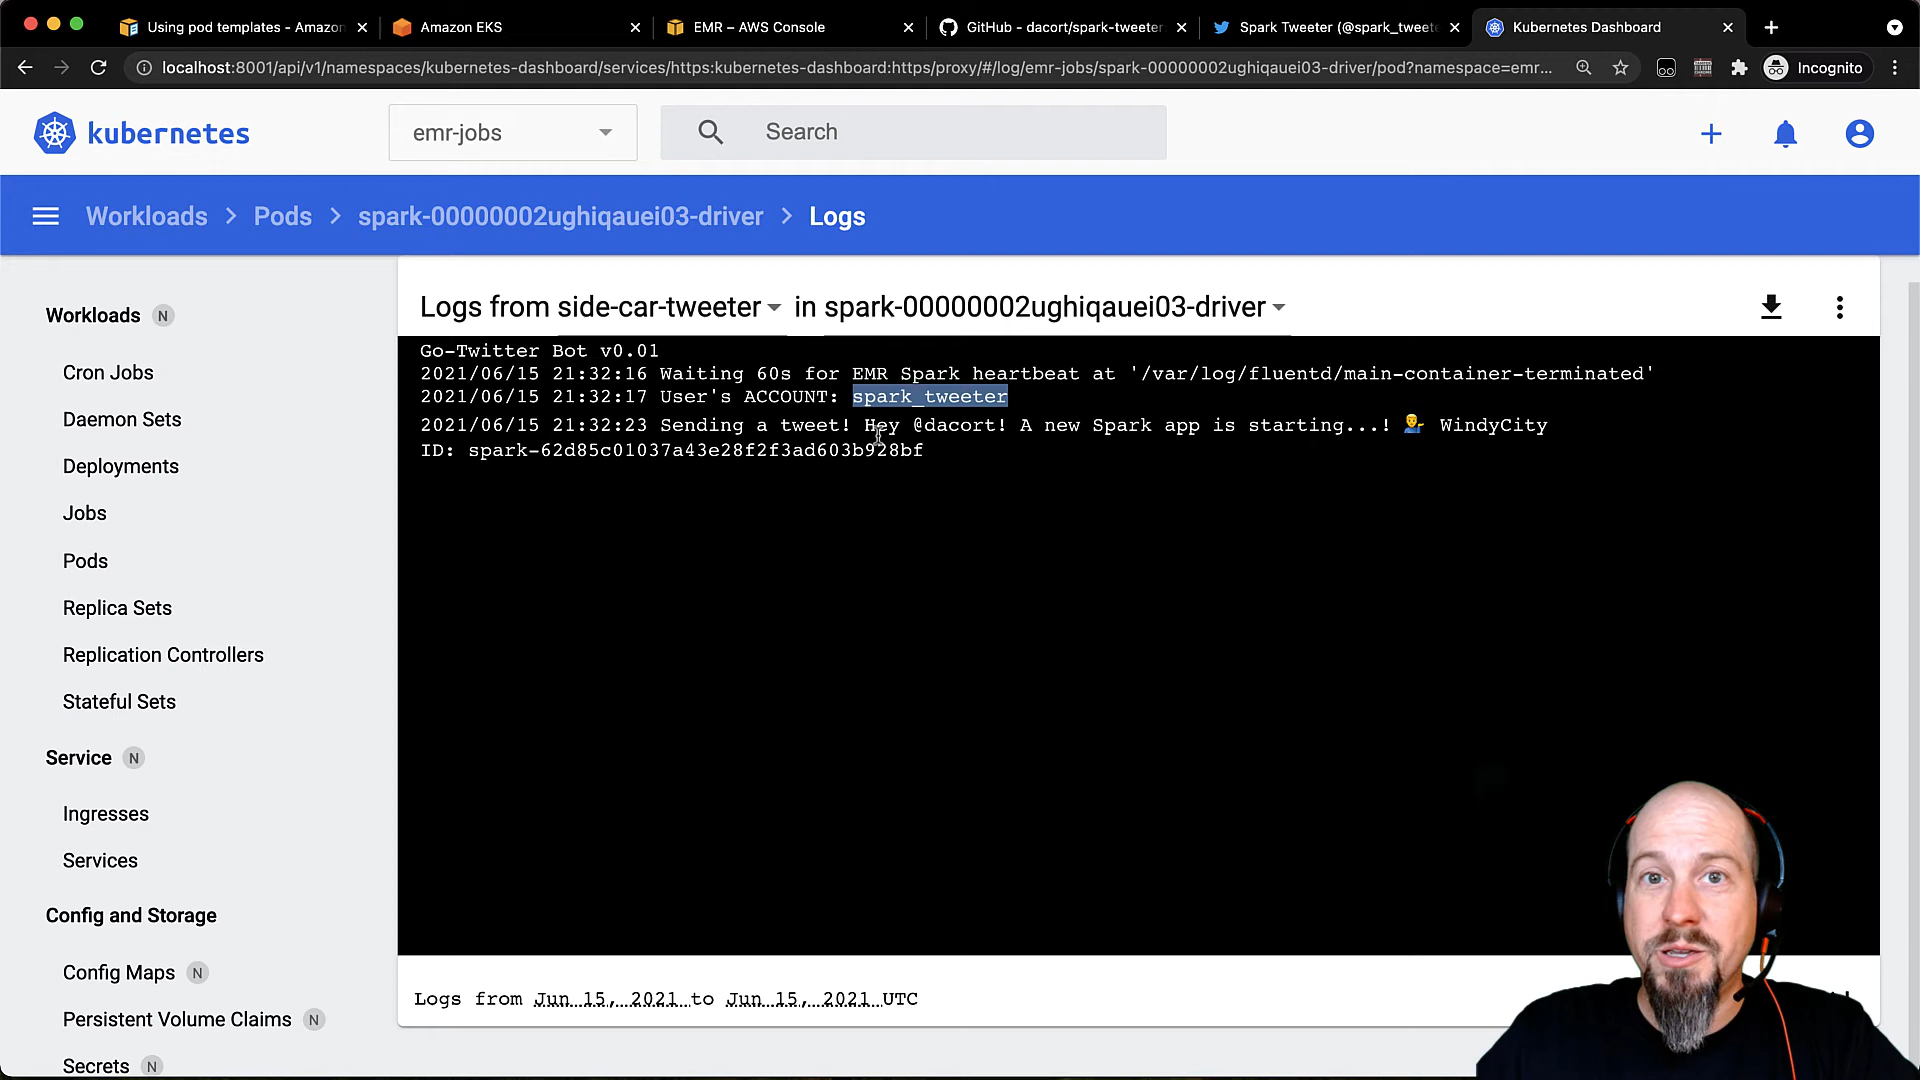 Using pod templates - Amazon
Amazon EKS
EMR – AWS Console
GitHub - dacort/spark-tweeter
Spark Tweeter (@spark_tweete
Kubernetes Dashboard
localhost:8001/api/v1/namespaces/kubernetes-dashboard/services/https:kubernetes-dashboard:https/proxy/#/log/emr-jobs/spark-00000002ughiqauei03-driver/pod?namespace=emr...
Incognito
kubernetes
emr-jobs
Search
Workloads > Pods > spark-00000002ughiqauei03-driver > Logs
Workloads N
Cron Jobs
Daemon Sets
Deployments
Jobs
Pods
Replica Sets
Replication Controllers
Stateful Sets
Service N
Ingresses
Services
Config and Storage
Config Maps N
Persistent Volume Claims N
Secrets N
Logs from side-car-tweeter in spark-00000002ughiqauei03-driver
Go-Twitter Bot v0.01
2021/06/15 21:32:16 Waiting 60s for EMR Spark heartbeat at '/var/log/fluentd/main-container-terminated'
2021/06/15 21:32:17 User's ACCOUNT: spark_tweeter
2021/06/15 21:32:23 Sending a tweet! Hey @dacort! A new Spark app is starting...! 💁‍♂️ WindyCity
ID: spark-62d85c01037a43e28f2f3ad603b928bf
Logs from Jun 15, 2021 to Jun 15, 2021 UTC